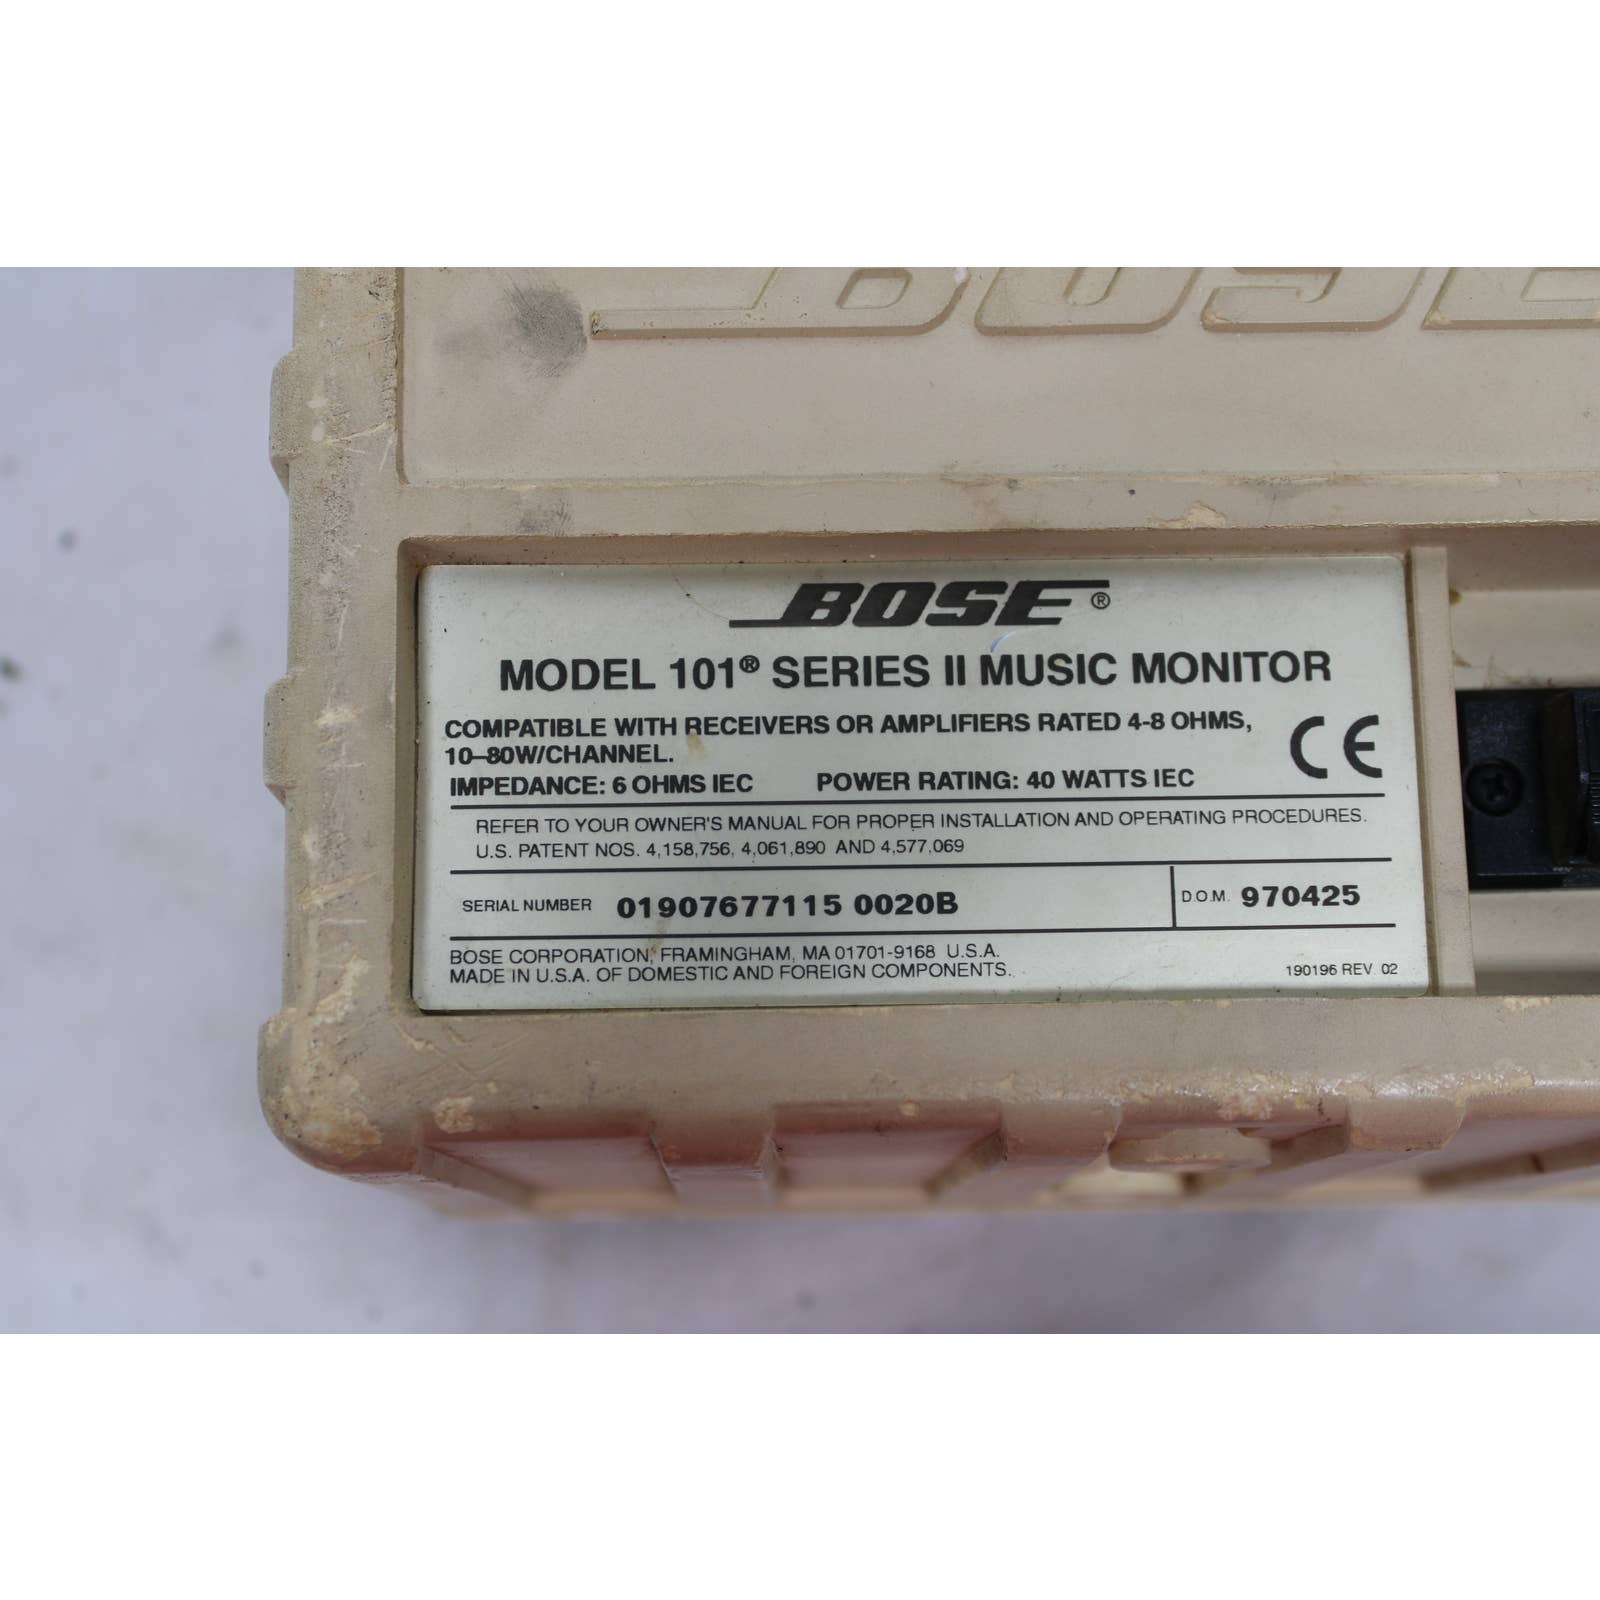 BOSE
BOSE®
MODEL 101® SERIES II MUSIC MONITOR
COMPATIBLE WITH RECEIVERS OR AMPLIFIERS RATED 4-8 OHMS,
10–80W/CHANNEL.
CE
IMPEDANCE: 6 OHMS IEC POWER RATING: 40 WATTS IEC
REFER TO YOUR OWNER'S MANUAL FOR PROPER INSTALLATION AND OPERATING PROCEDURES.
U.S. PATENT NOS. 4,158,756, 4,061,890 AND 4,577,069
SERIAL NUMBER 01907677115 0020B D.O.M. 970425
BOSE CORPORATION, FRAMINGHAM, MA 01701-9168 U.S.A.
MADE IN U.S.A. OF DOMESTIC AND FOREIGN COMPONENTS. 190196 REV. 02